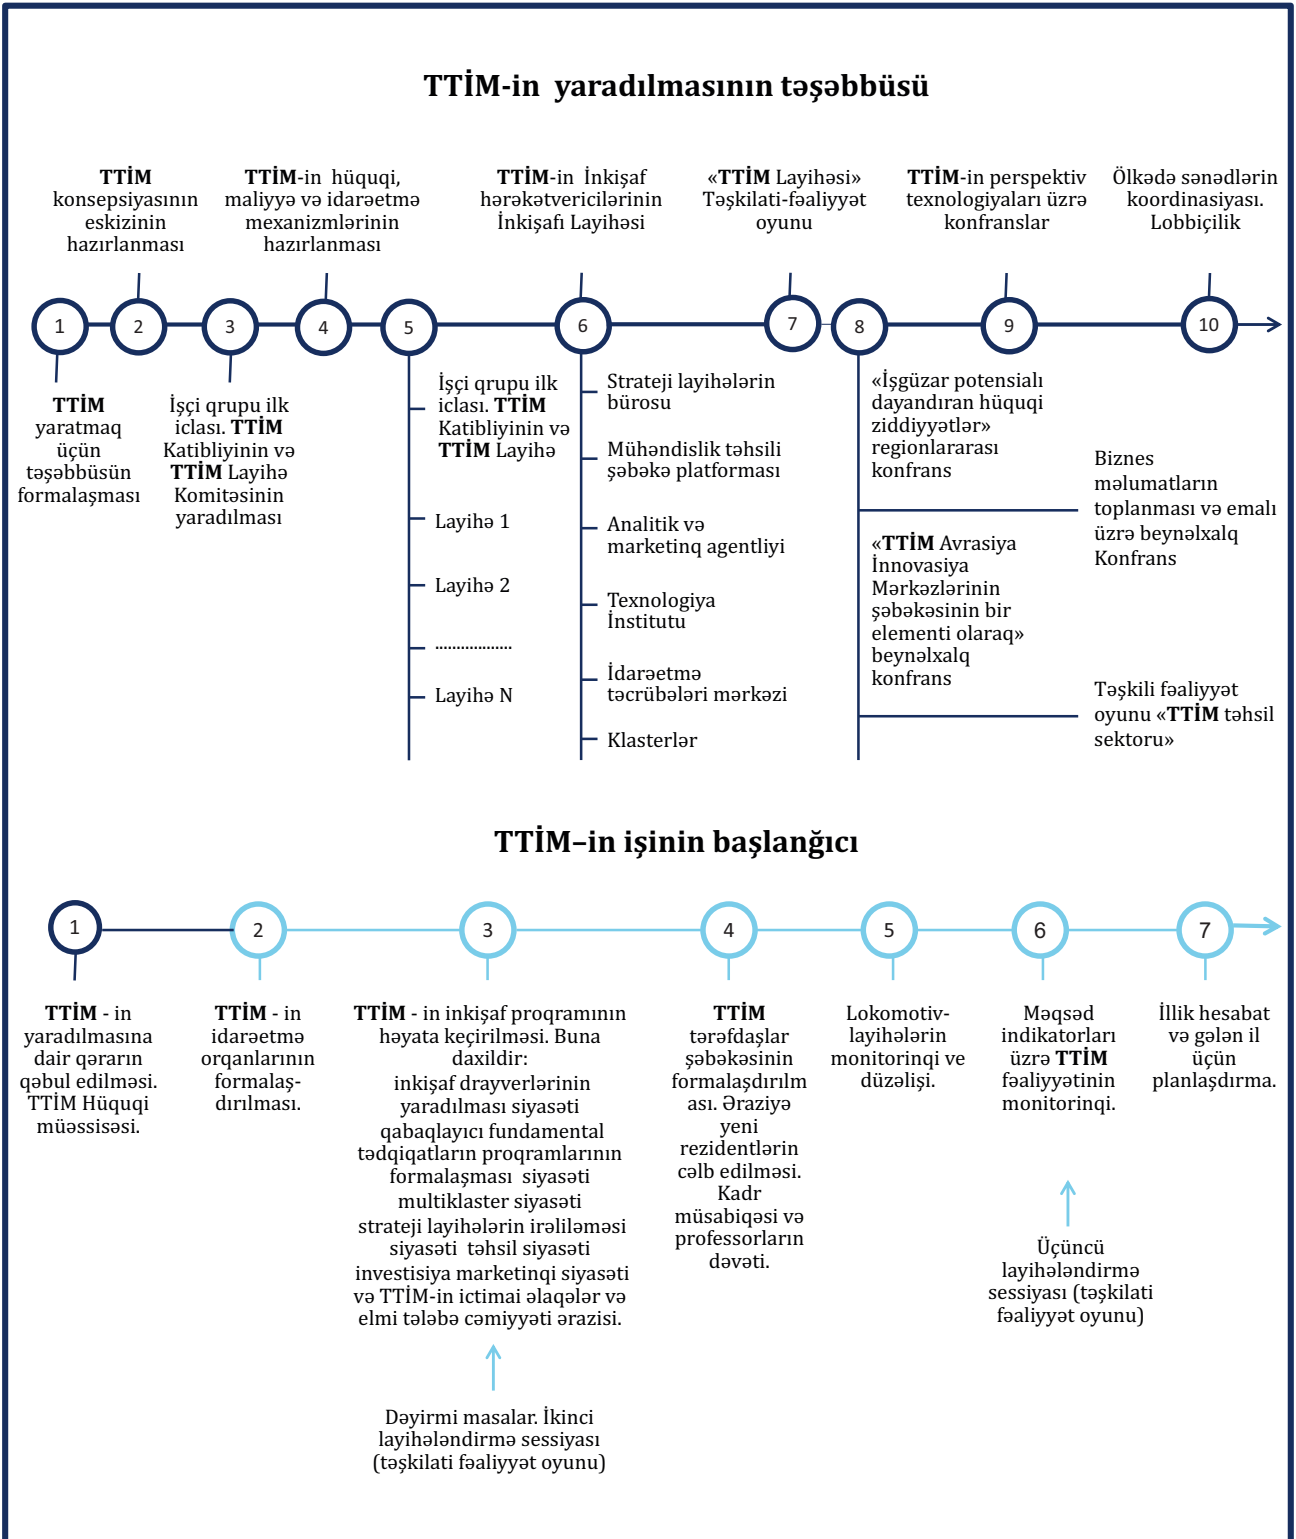 TTİM-in yaradılmasının təşəbbüsü
TTİM
konsepsiyasının
eskizinin
hazırlanması
TTİM-in hüquqi,
maliyyə və idarəetmə
mexanizmlərinin
hazırlanması
TTİM-in İnkişaf
hərəkətvericilərinin
İnkişafı Layihəsi
«TTİM Layihəsi»
Təşkilati-fəaliyyət
oyunu
TTİM-in perspektiv
texnologiyaları üzrə
konfranslar
Ölkədə sənədlərin
koordinasiyası.
Lobbiçilik
1
2
3
4
5
6
7
8
9
10
TTİM
yaratmaq
üçün
təşəbbüsün
formalaşması
İşçi qrupu ilk
iclası. TTİM
Katibliyinin və
TTİM Layihə
Komitəsinin
yaradılması
İşçi qrupu ilk
iclası. TTİM
Katibliyinin və
TTİM Layihə
Layihə 1
Layihə 2
..................
Layihə N
Strateji layihələrin
bürosu
Mühəndislik təhsili
şəbəkə platforması
Analitik və
marketinq agentliyi
Texnologiya
İnstitutu
İdarəetmə
təcrübələri mərkəzi
Klasterlər
«İşgüzar potensialı
dayandıran hüquqi
ziddiyyətlər»
regionlararası
konfrans
«TTİM Avrasiya
İnnovasiya
Mərkəzlərinin
şəbəkəsinin bir
elementi olaraq»
beynəlxalq
konfrans
Biznes
məlumatların
toplanması və emalı
üzrə beynəlxalq
Konfrans
Təşkili fəaliyyət
oyunu «TTİM təhsil
sektoru»
TTİM–in işinin başlanğıcı
1
2
3
4
5
6
7
TTİM - in
yaradılmasına
dair qərarın
qəbul edilməsi.
TTİM Hüquqi
müəssisəsi.
TTİM - in
idarəetmə
orqanlarının
formalaş-
dırılması.
TTİM - in inkişaf proqramının
həyata keçirilməsi. Buna
daxildir:
inkişaf drayverlərinin
yaradılması siyasəti
qabaqlayıcı fundamental
tədqiqatların proqramlarının
formalaşması siyasəti
multiklaster siyasəti
strateji layihələrin irəliləməsi
siyasəti təhsil siyasəti
investisiya marketinqi siyasəti
və TTİM-in ictimai əlaqələr və
elmi tələbə cəmiyyəti ərazisi.
TTİM
tərəfdaşlar
şəbəkəsinin
formalaşdırılm
ası. Əraziyə
yeni
rezidentlərin
cəlb edilməsi.
Kadr
müsabiqəsi və
professorların
dəvəti.
Lokomotiv-
layihələrin
monitorinqi ve
düzəlişi.
Məqsəd
indikatorları
üzrə TTİM
fəaliyyətinin
monitorinqi.
İllik hesabat
və gələn il
üçün
planlaşdırma.
Üçüncü
layihələndirmə
sessiyası (təşkilati
fəaliyyət oyunu)
Dəyirmi masalar. İkinci
layihələndirmə sessiyası
(təşkilati fəaliyyət oyunu)